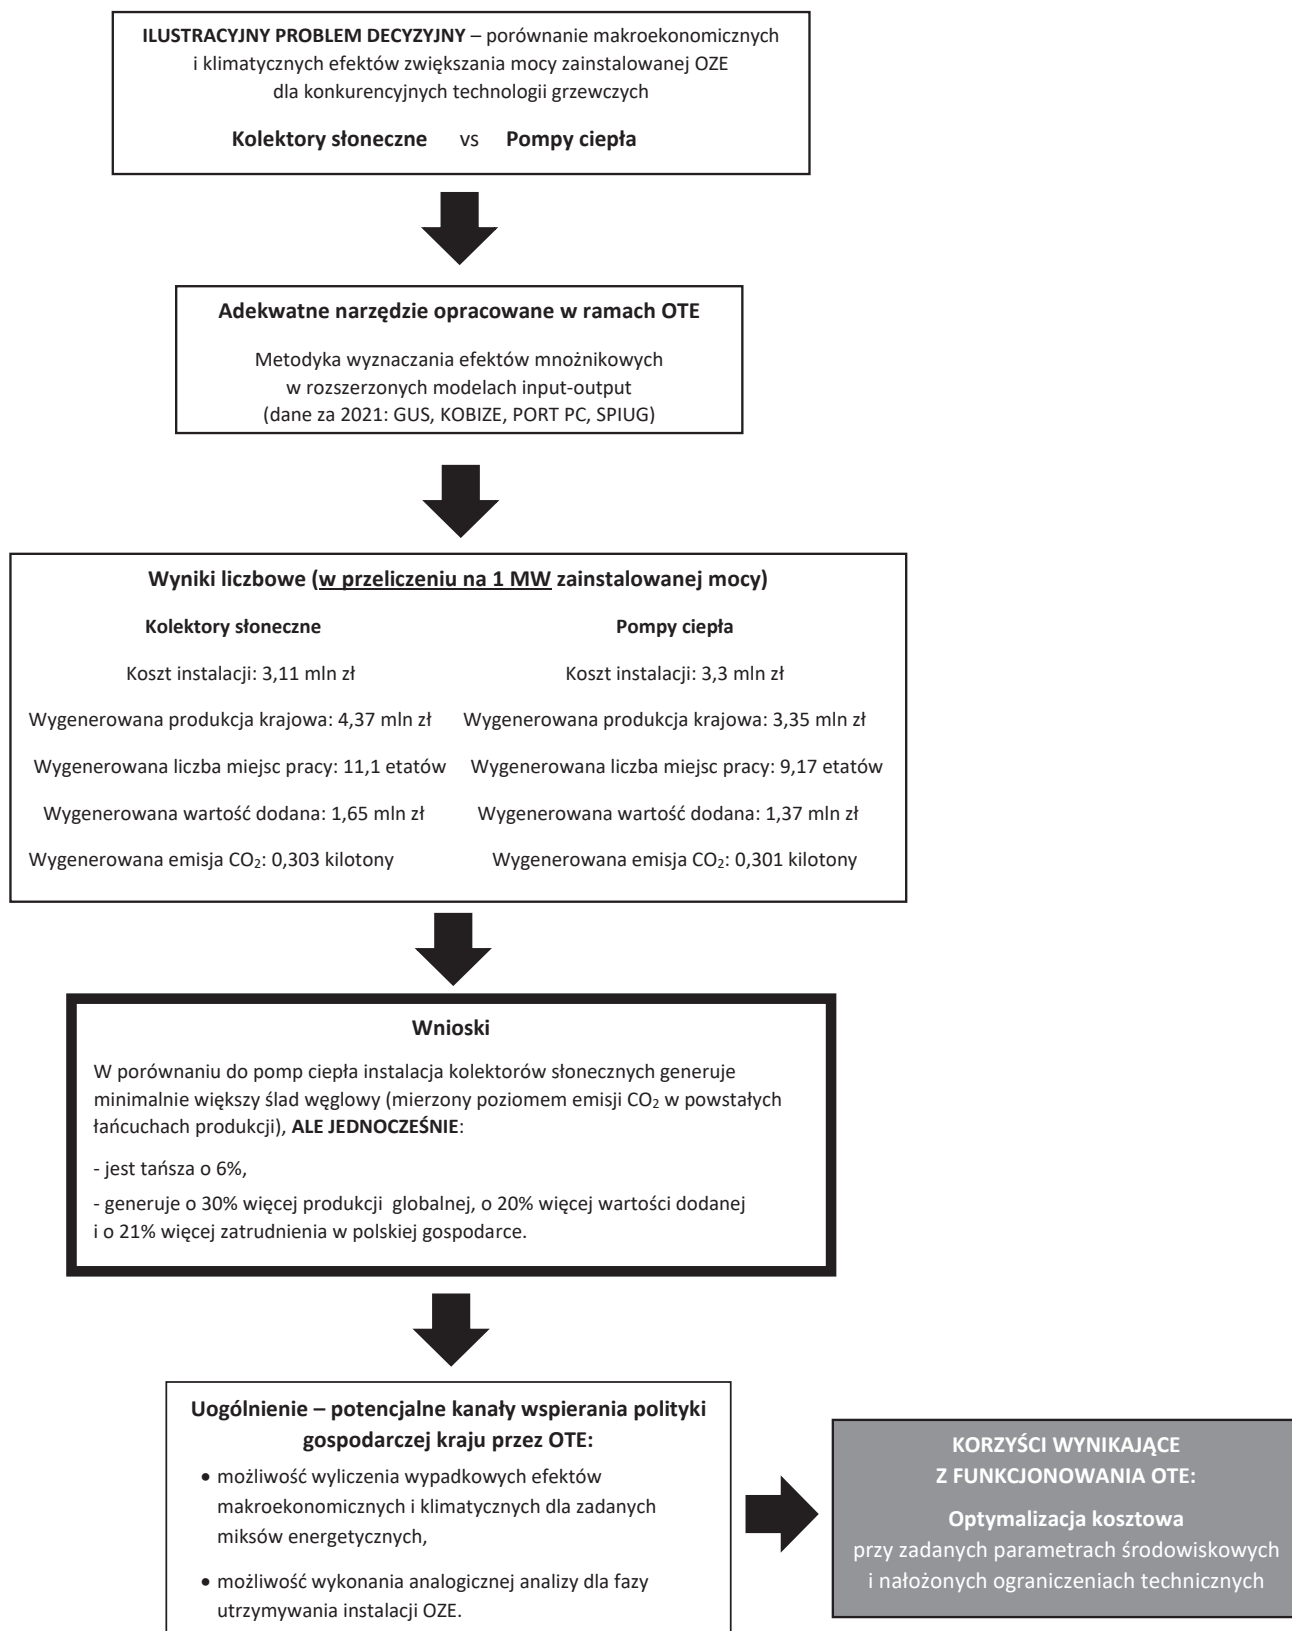 ILUSTRACYJNY PROBLEM DECYZYJNY – porównanie makroekonomicznych
i klimatycznych efektów zwiększania mocy zainstalowanej OZE
dla konkurencyjnych technologii grzewczych
Kolektory słoneczne vs Pompy ciepła
Adekwatne narzędzie opracowane w ramach OTE
Metodyka wyznaczania efektów mnożnikowych
w rozszerzonych modelach input-output
(dane za 2021: GUS, KOBIZE, PORT PC, SPIUG)
Wyniki liczbowe (w przeliczeniu na 1 MW zainstalowanej mocy)
Kolektory słoneczne Pompy ciepła
Koszt instalacji: 3,11 mln zł Koszt instalacji: 3,3 mln zł
Wygenerowana produkcja krajowa: 4,37 mln zł Wygenerowana produkcja krajowa: 3,35 mln zł
Wygenerowana liczba miejsc pracy: 11,1 etatów Wygenerowana liczba miejsc pracy: 9,17 etatów
Wygenerowana wartość dodana: 1,65 mln zł Wygenerowana wartość dodana: 1,37 mln zł
Wygenerowana emisja CO₂: 0,303 kilotony Wygenerowana emisja CO₂: 0,301 kilotony
Wnioski
W porównaniu do pomp ciepła instalacja kolektorów słonecznych generuje
minimalnie większy ślad węglowy (mierzony poziomem emisji CO₂ w powstałych
łańcuchach produkcji), ALE JEDNOCZEŚNIE:
- jest tańsza o 6%,
- generuje o 30% więcej produkcji globalnej, o 20% więcej wartości dodanej
i o 21% więcej zatrudnienia w polskiej gospodarce.
Uogólnienie – potencjalne kanały wspierania polityki
gospodarczej kraju przez OTE:
• możliwość wyliczenia wypadkowych efektów
makroekonomicznych i klimatycznych dla zadanych
miksów energetycznych,
• możliwość wykonania analogicznej analizy dla fazy
utrzymywania instalacji OZE.
KORZYŚCI WYNIKAJĄCE
Z FUNKCJONOWANIA OTE:
Optymalizacja kosztowa
przy zadanych parametrach środowiskowych
i nałożonych ograniczeniach technicznych